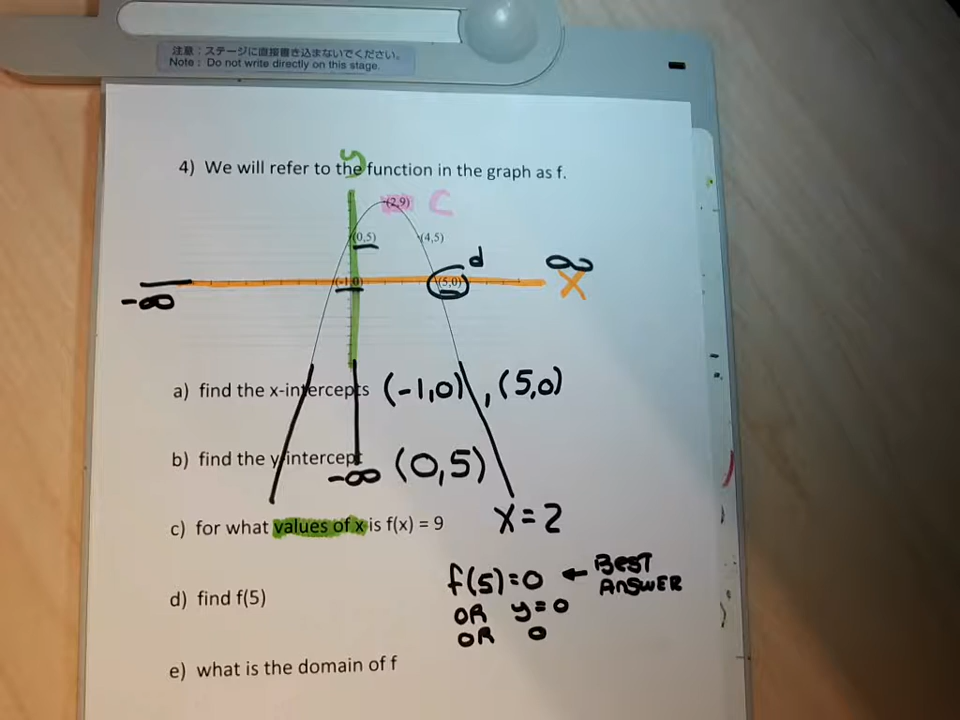 注意：ステージに直接書き込まないでください。
Note : Do not write directly on this stage.
4) We will refer to the function in the graph as f.
y
(2,9) C
(0,5) (4,5)
d
(-1,0) (5,0)
∞
X
-∞
a) find the x-intercepts (-1,0), (5,0)
b) find the y intercept (0,5)
-∞
c) for what values of x is f(x) = 9 X=2
f(5)=0 ← BEST ANSWER
d) find f(5)
OR y=0
OR 0
e) what is the domain of f